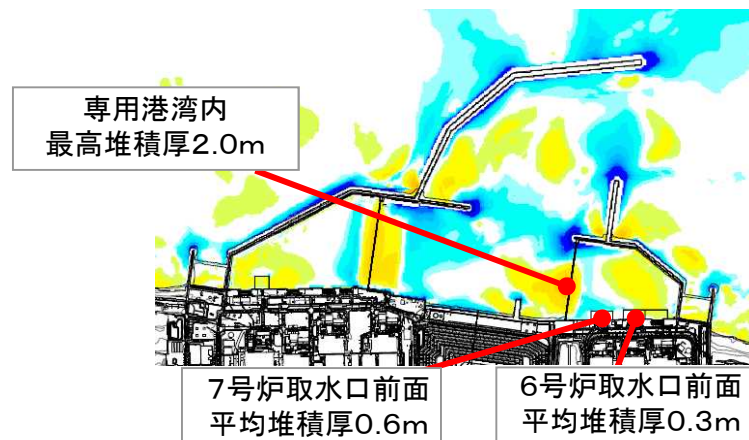 専用港湾内
最高堆積厚2.0m
7号炉取水口前面
平均堆積厚0.6m
6号炉取水口前面
平均堆積厚0.3m